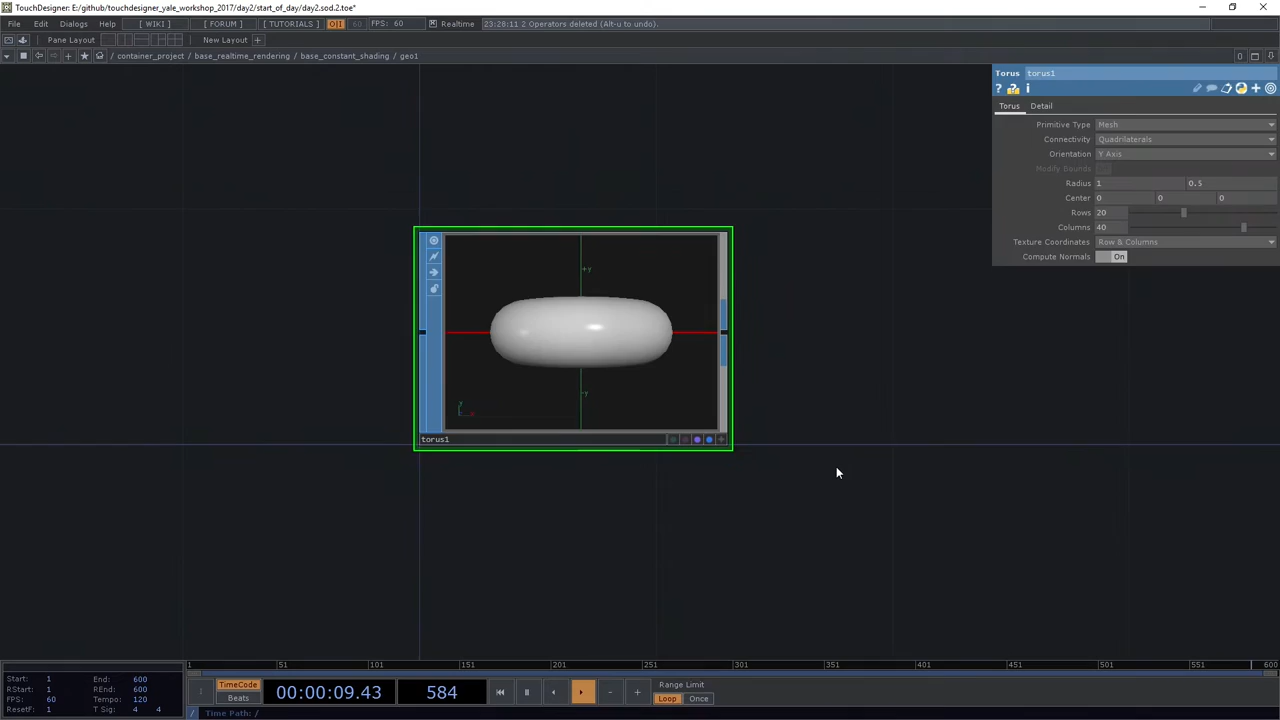 TouchDesigner: E:/github/touchdesigner_yale_workshop_2017/day2/start_of_day/day2.sod.2.toe*
File Edit Dialogs Help [ WIKI ] [ FORUM ] [ TUTORIALS ] O|I 60 FPS: 60 Realtime 23:28:11 2 Operators deleted (Alt-u to undo).
Pane Layout New Layout +
container_project / base_realtime_rendering / base_constant_shading / geo1
Torus torus1
? ? i
Torus Detail
Primitive Type Mesh
Connectivity Quadrilaterals
Orientation Y Axis
Modify Bounds
Radius 1 0.5
Center 0 0 0
Rows 20
Columns 40
Texture Coordinates Row & Columns
Compute Normals On
+y
-y
y
x
torus1
1 51 101 151 201 251 301 351 401 451 501 551 600
Start: 1 End: 600
RStart: 1 REnd: 600
FPS: 60 Tempo: 120
ResetF: 1 T Sig: 4 4
TimeCode
Beats
00:00:09.43 584
Range Limit
Loop Once
/ Time Path: /